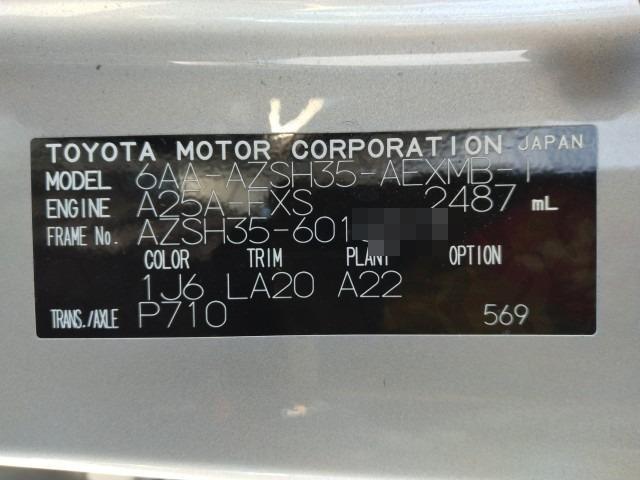 TOYOTA MOTOR CORPORATION JAPAN
MODEL 6AA-AZSH35-AEXMB-T
ENGINE A25A-FXS 2487 mL
FRAME No. AZSH35-601
COLOR TRIM PLANT OPTION
1J6 LA20 A22
TRANS./AXLE P710 569